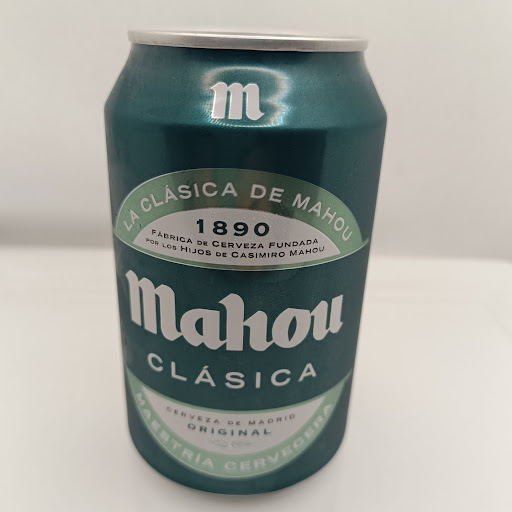 m
LA CLÁSICA DE MAHOU
1890
FÁBRICA DE CERVEZA FUNDADA
POR LOS HIJOS DE CASIMIRO MAHOU
Mahou
CLÁSICA
CERVEZA DE MADRID
ORIGINAL
MAESTRÍA CERVECERA